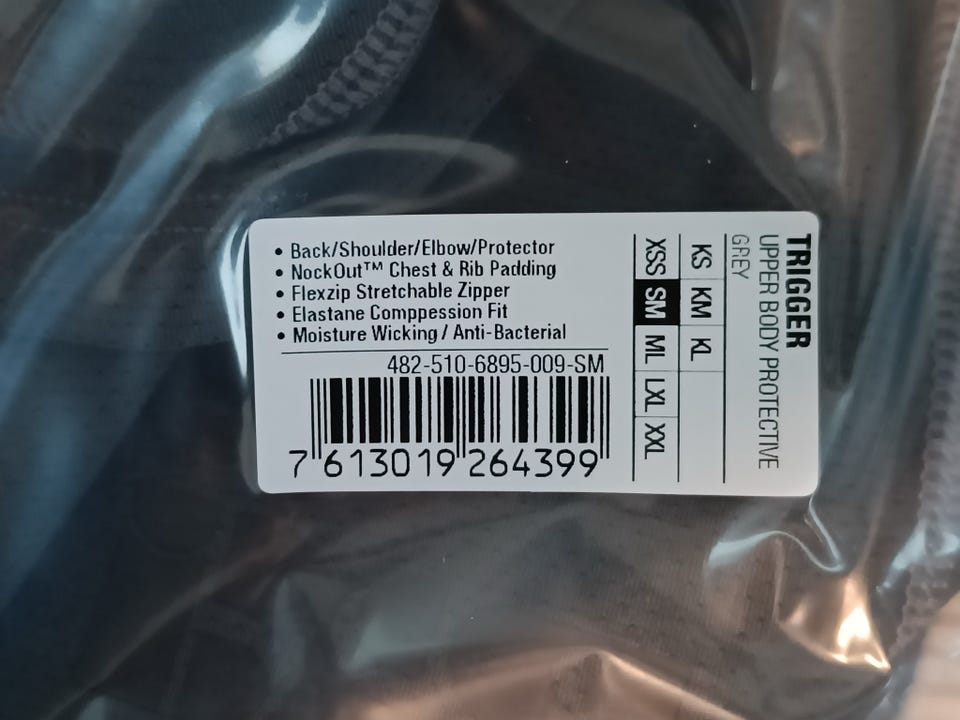 • Back/Shoulder/Elbow/Protector
• NockOut™ Chest & Rib Padding
• Flexzip Stretchable Zipper
• Elastane Comppession Fit
• Moisture Wicking / Anti-Bacterial
482-510-6895-009-SM
7 613019 264399
TRIGGER
UPPER BODY PROTECTIVE
GREY
KS KM KL
XSS SM ML LXL XXL